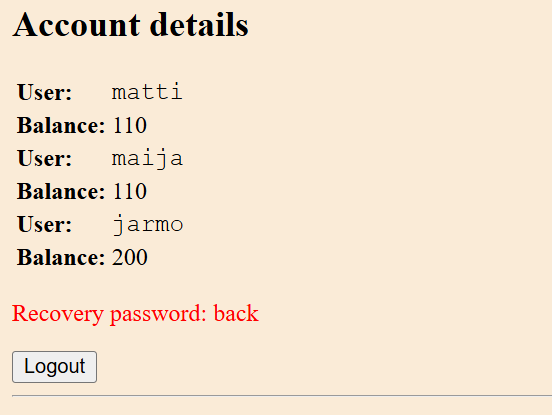 Account details
User: matti
Balance: 110
User: maija
Balance: 110
User: jarmo
Balance: 200
Recovery password: back
Logout